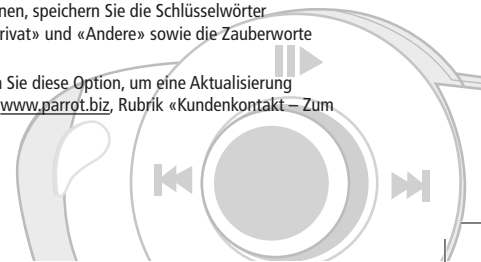 nen, speichern Sie die Schlüsselwörter
rivat» und «Andere» sowie die Zauberworte
Sie diese Option, um eine Aktualisierung
www.parrot.biz, Rubrik «Kundenkontakt – Zum